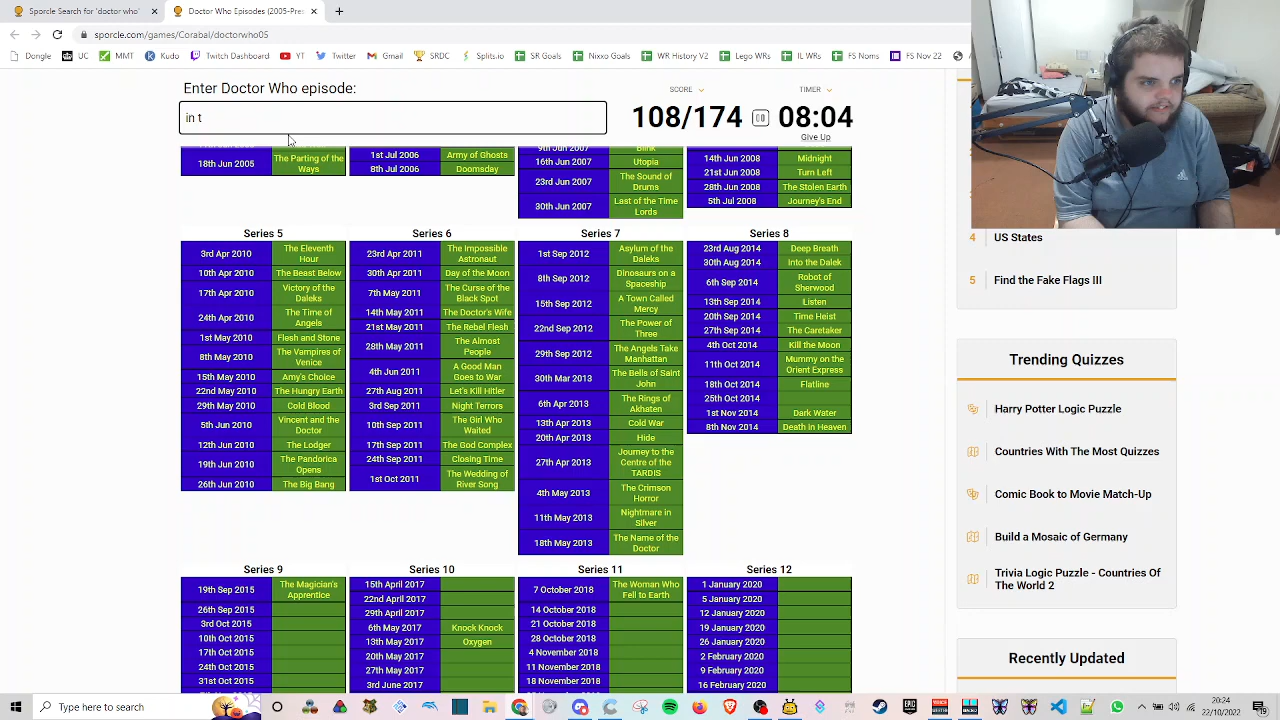 Sporcle Search for 'doctor who'
Doctor Who Episodes (2005-Pres
sporcle.com/games/Corabal/doctorwho05
Dongle
UC
MMT
Kudo
V
YT
Twitter
Gmail
SRDC
Splits.io
SR Goals
Nixxo Goals
WR History V2
Lego WRs
IL WRs
FS Noms
FS Nov 22
A
Enter Doctor Who episode:
SCORE
TIMER
in t
108/174
08:04
Give Up
18th Jun 2005 The Parting of the
Ways
1st Jul 2006 Army of Ghosts
8th Jul 2006 Doomsday
9th Jun 2007 Blink
16th Jun 2007 Utopia
23rd Jun 2007 The Sound of
Drums
30th Jun 2007 Last of the Time
Lords
14th Jun 2008 Midnight
21st Jun 2008 Turn Left
28th Jun 2008 The Stolen Earth
5th Jul 2008 Journey's End
Series 5
3rd Apr 2010 The Eleventh
Hour
10th Apr 2010 The Beast Below
17th Apr 2010 Victory of the
Daleks
24th Apr 2010 The Time of
Angels
1st May 2010 Flesh and Stone
8th May 2010 The Vampires of
Venice
15th May 2010 Amy's Choice
22nd May 2010 The Hungry Earth
29th May 2010 Cold Blood
5th Jun 2010 Vincent and the
Doctor
12th Jun 2010 The Lodger
19th Jun 2010 The Pandorica
Opens
26th Jun 2010 The Big Bang
Series 6
23rd Apr 2011 The Impossible
Astronaut
30th Apr 2011 Day of the Moon
7th May 2011 The Curse of the
Black Spot
14th May 2011 The Doctor's Wife
21st May 2011 The Rebel Flesh
28th May 2011 The Almost
People
4th Jun 2011 A Good Man
Goes to War
27th Aug 2011 Let's Kill Hitler
3rd Sep 2011 Night Terrors
10th Sep 2011 The Girl Who
Waited
17th Sep 2011 The God Complex
24th Sep 2011 Closing Time
1st Oct 2011 The Wedding of
River Song
Series 7
1st Sep 2012 Asylum of the
Daleks
8th Sep 2012 Dinosaurs on a
Spaceship
15th Sep 2012 A Town Called
Mercy
22nd Sep 2012 The Power of
Three
29th Sep 2012 The Angels Take
Manhattan
30th Mar 2013 The Bells of Saint
John
6th Apr 2013 The Rings of
Akhaten
13th Apr 2013 Cold War
20th Apr 2013 Hide
27th Apr 2013 Journey to the
Centre of the
TARDIS
4th May 2013 The Crimson
Horror
11th May 2013 Nightmare in
Silver
18th May 2013 The Name of the
Doctor
Series 8
23rd Aug 2014 Deep Breath
30th Aug 2014 Into the Dalek
6th Sep 2014 Robot of
Sherwood
13th Sep 2014 Listen
20th Sep 2014 Time Heist
27th Sep 2014 The Caretaker
4th Oct 2014 Kill the Moon
11th Oct 2014 Mummy on the
Orient Express
18th Oct 2014 Flatline
25th Oct 2014
1st Nov 2014 Dark Water
8th Nov 2014 Death in Heaven
Series 9
19th Sep 2015 The Magician's
Apprentice
26th Sep 2015
3rd Oct 2015
10th Oct 2015
17th Oct 2015
24th Oct 2015
31st Oct 2015
Series 10
15th April 2017
22nd April 2017
29th April 2017
6th May 2017 Knock Knock
13th May 2017 Oxygen
20th May 2017
27th May 2017
3rd June 2017
Series 11
7 October 2018 The Woman Who
Fell to Earth
14 October 2018
21 October 2018
28 October 2018
4 November 2018
11 November 2018
18 November 2018
Series 12
1 January 2020
5 January 2020
12 January 2020
19 January 2020
26 January 2020
2 February 2020
9 February 2020
16 February 2020
4 US States
5 Find the Fake Flags III
Trending Quizzes
Harry Potter Logic Puzzle
Countries With The Most Quizzes
Comic Book to Movie Match-Up
Build a Mosaic of Germany
Trivia Logic Puzzle - Countries Of
The World 2
Recently Updated
Type here to search
20:24
22/10/2022